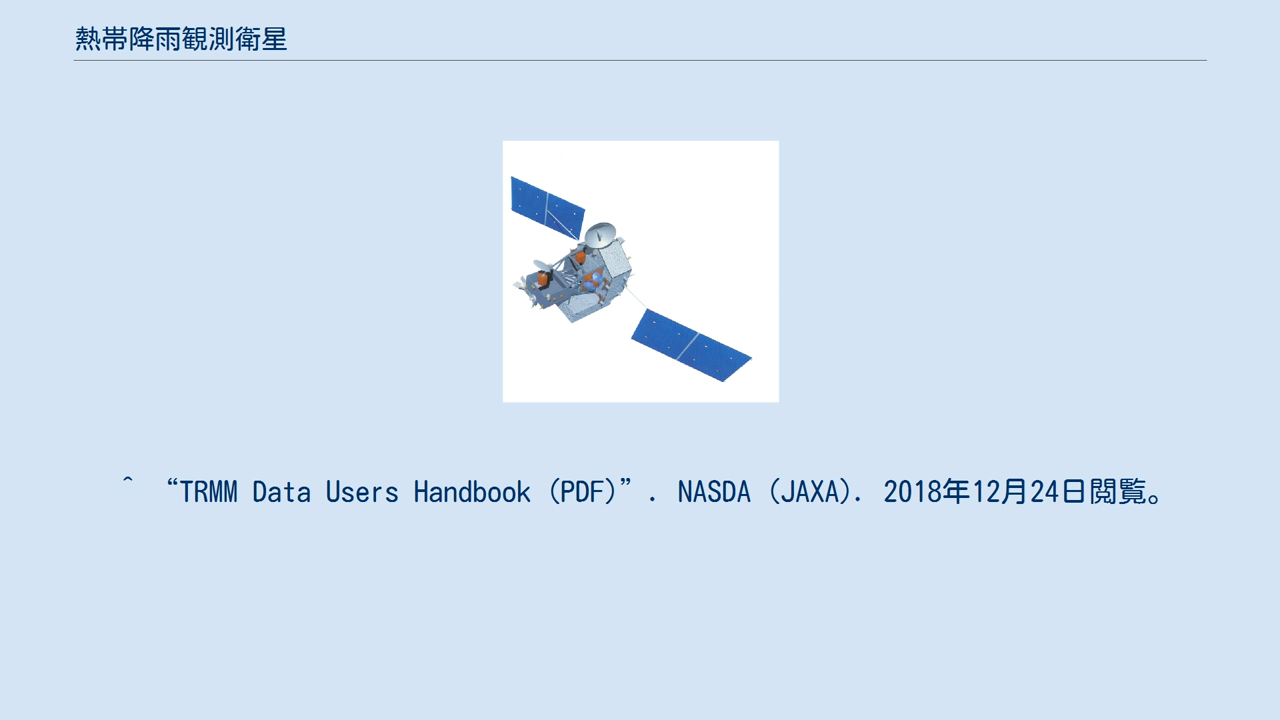 熱帯降雨観測衛星
^ “TRMM Data Users Handbook (PDF)”. NASDA (JAXA). 2018年12月24日閲覧。